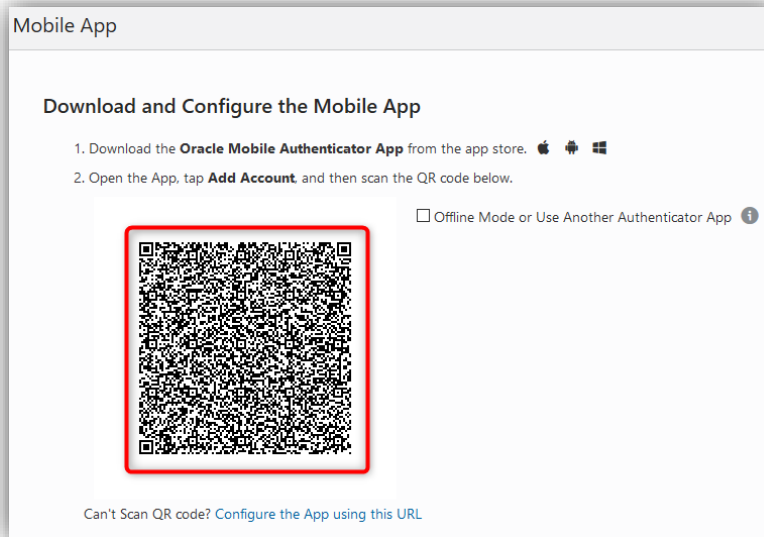 Mobile App
Download and Configure the Mobile App
1. Download the Oracle Mobile Authenticator App from the app store.
2. Open the App, tap Add Account, and then scan the QR code below.
Offline Mode or Use Another Authenticator App
Can't Scan QR code? Configure the App using this URL